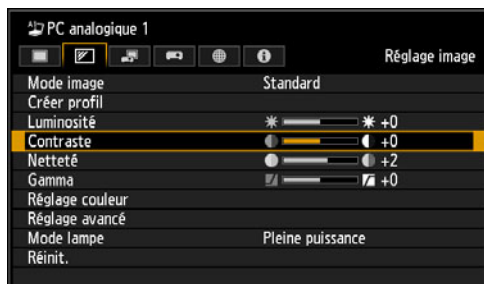 PC analogique 1
Réglage image
Mode image Standard
Créer profil
Luminosité +0
Contraste +0
Netteté +2
Gamma +0
Réglage couleur
Réglage avancé
Mode lampe Pleine puissance
Réinit.